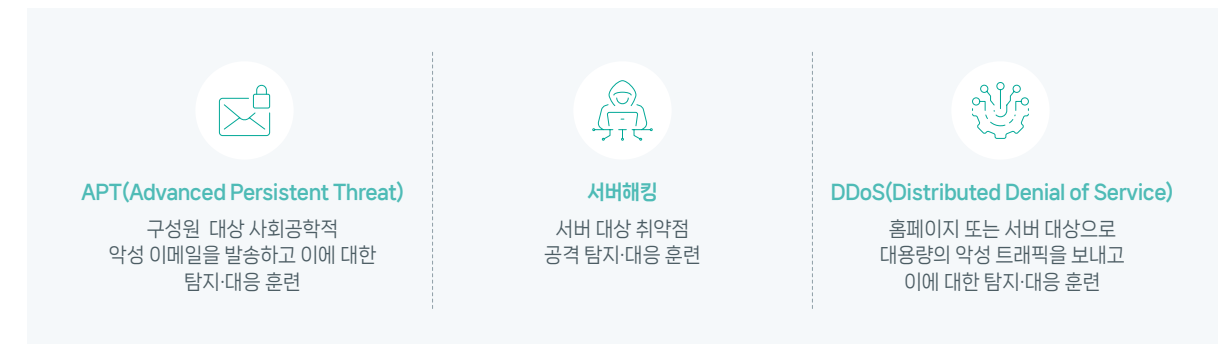 APT(Advanced Persistent Threat)
구성원 대상 사회공학적
악성 이메일을 발송하고 이에 대한
탐지·대응 훈련
서버해킹
서버 대상 취약점
공격 탐지·대응 훈련
DDoS(Distributed Denial of Service)
홈페이지 또는 서버 대상으로
대용량의 악성 트래픽을 보내고
이에 대한 탐지·대응 훈련